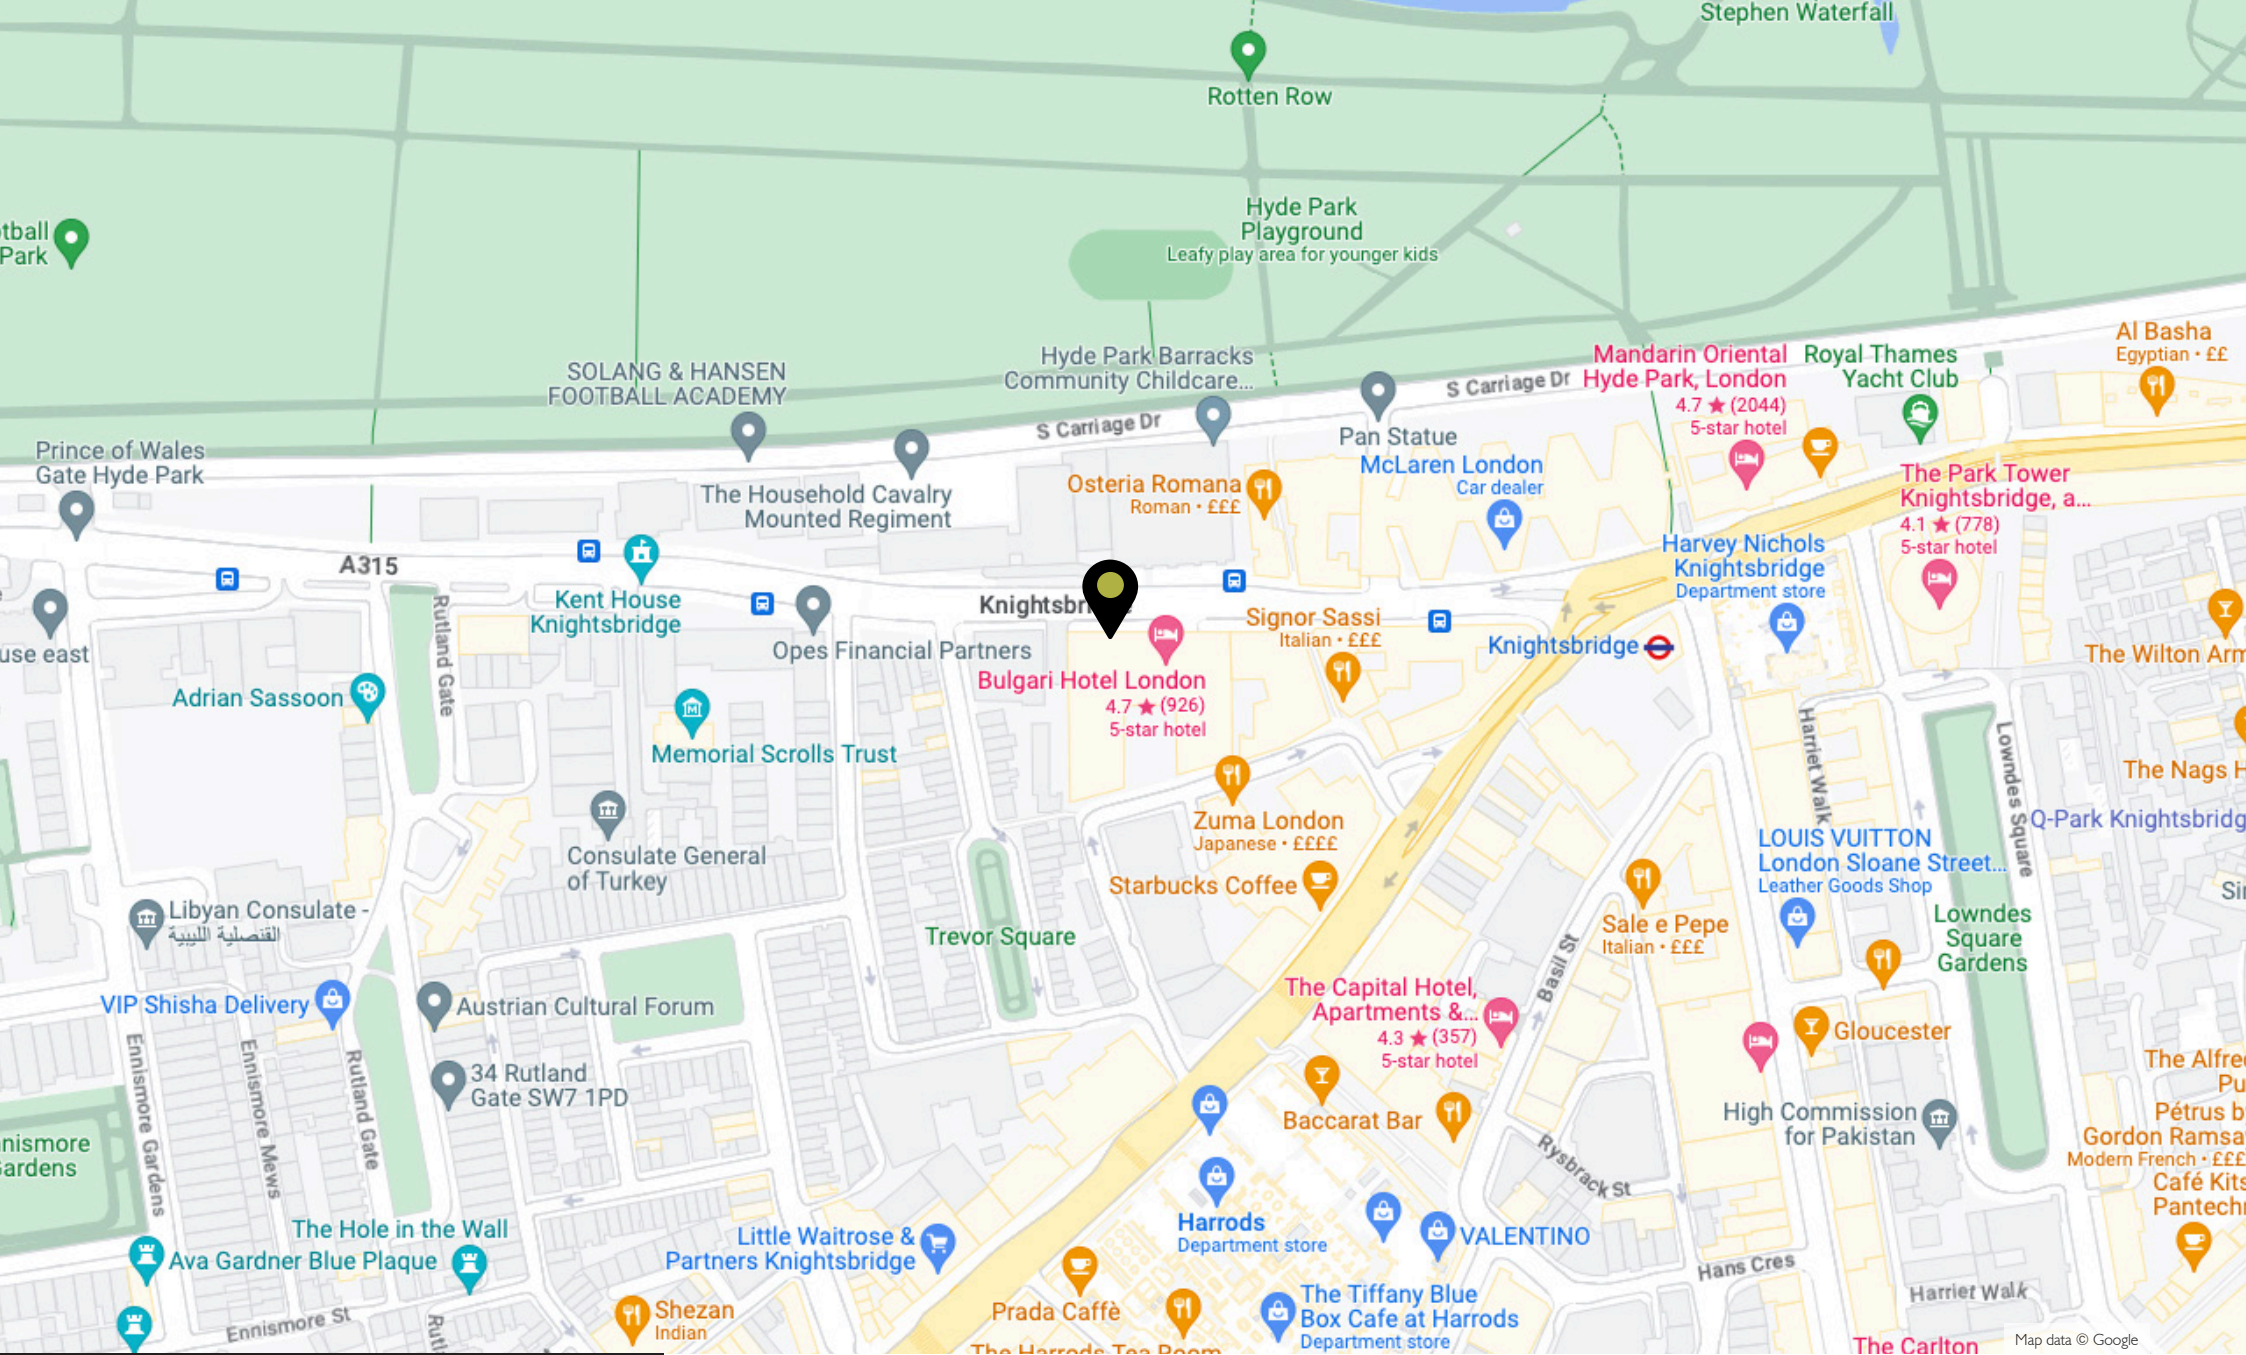 Stephen Waterfall
Rotten Row
Hyde Park
Playground
Leafy play area for younger kids
tball
Park
SOLANG & HANSEN
FOOTBALL ACADEMY
Hyde Park Barracks
Community Childcare...
S Carriage Dr
S Carriage Dr
Pan Statue
Mandarin Oriental
Hyde Park, London
4.7 ★ (2044)
5-star hotel
Royal Thames
Yacht Club
Al Basha
Egyptian • ££
Prince of Wales
Gate Hyde Park
The Household Cavalry
Mounted Regiment
Osteria Romana
Roman • £££
McLaren London
Car dealer
The Park Tower
Knightsbridge, a...
4.1 ★ (778)
5-star hotel
A315
Harvey Nichols
Knightsbridge
Department store
Kent House
Knightsbridge
Opes Financial Partners
Signor Sassi
Italian • £££
Knightsbridge
use east
Rutland Gate
Adrian Sassoon
Bulgari Hotel London
4.7 ★ (926)
5-star hotel
The Wilton Arm
Memorial Scrolls Trust
Harriet Walk
Lowndes Square
The Nags H
Zuma London
Japanese • ££££
Q-Park Knightsbridg
Consulate General
of Turkey
Starbucks Coffee
LOUIS VUITTON
London Sloane Street...
Leather Goods Shop
Libyan Consulate -
القنصلية الليبية
Trevor Square
Sale e Pepe
Italian • £££
Lowndes
Square
Gardens
Basil St
VIP Shisha Delivery
Austrian Cultural Forum
The Capital Hotel,
Apartments &...
4.3 ★ (357)
5-star hotel
Gloucester
Ennismore Gardens
Ennismore Mews
Rutland Gate
34 Rutland
Gate SW7 1PD
Baccarat Bar
High Commission
for Pakistan
The Alfre
Pu
Pétrus b
Gordon Ramsa
Modern French • £££
Café Kits
Pantech
nismore
ardens
Rysbrack St
The Hole in the Wall
Ava Gardner Blue Plaque
Little Waitrose &
Partners Knightsbridge
Harrods
Department store
VALENTINO
Hans Cres
Harriet Walk
Ennismore St
Rutl
Shezan
Indian
Prada Caffè
The Tiffany Blue
Box Cafe at Harrods
Department store
The Harrods Tea Room
The Carlton
Map data © Google